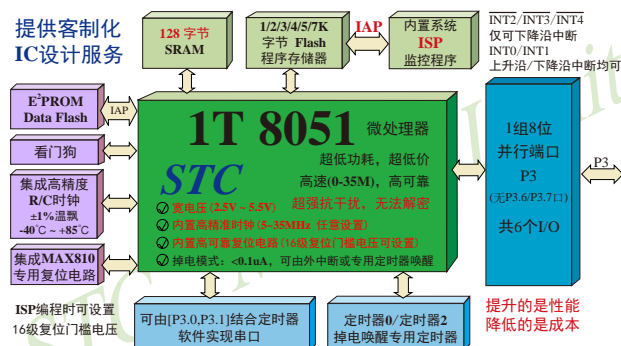 提供客制化
IC设计服务
128 字节
SRAM
1/2/3/4/5/7K
字节 Flash
程序存储器
IAP
内置系统
ISP
监控程序
INT2/INT3/INT4
仅可下降沿中断
INT0/INT1
上升沿/下降沿中断均可
E²PROM
Data Flash
IAP
看门狗
集成高精度
R/C时钟
±1%温飘
-40℃ ~ +85℃
集成MAX810
专用复位电路
ISP编程时可设置
16级复位门槛电压
1T 8051 微处理器
STC
超低功耗，超低价
高速(0-35M)，高可靠
超强抗干扰，无法解密
宽电压(2.5V ~ 5.5V)
内置高精准时钟(5~35MHz 任意设置)
内置高可靠复位电路(16级复位门槛电压可设置)
掉电模式：<0.1uA，可由外中断或专用定时器唤醒
1组8位
并行端口
P3
(无P3.6/P3.7口)
共6个I/O
P3
可由[P3.0,P3.1]结合定时器
软件实现串口
定时器0/定时器2
掉电唤醒专用定时器
提升的是性能
降低的是成本